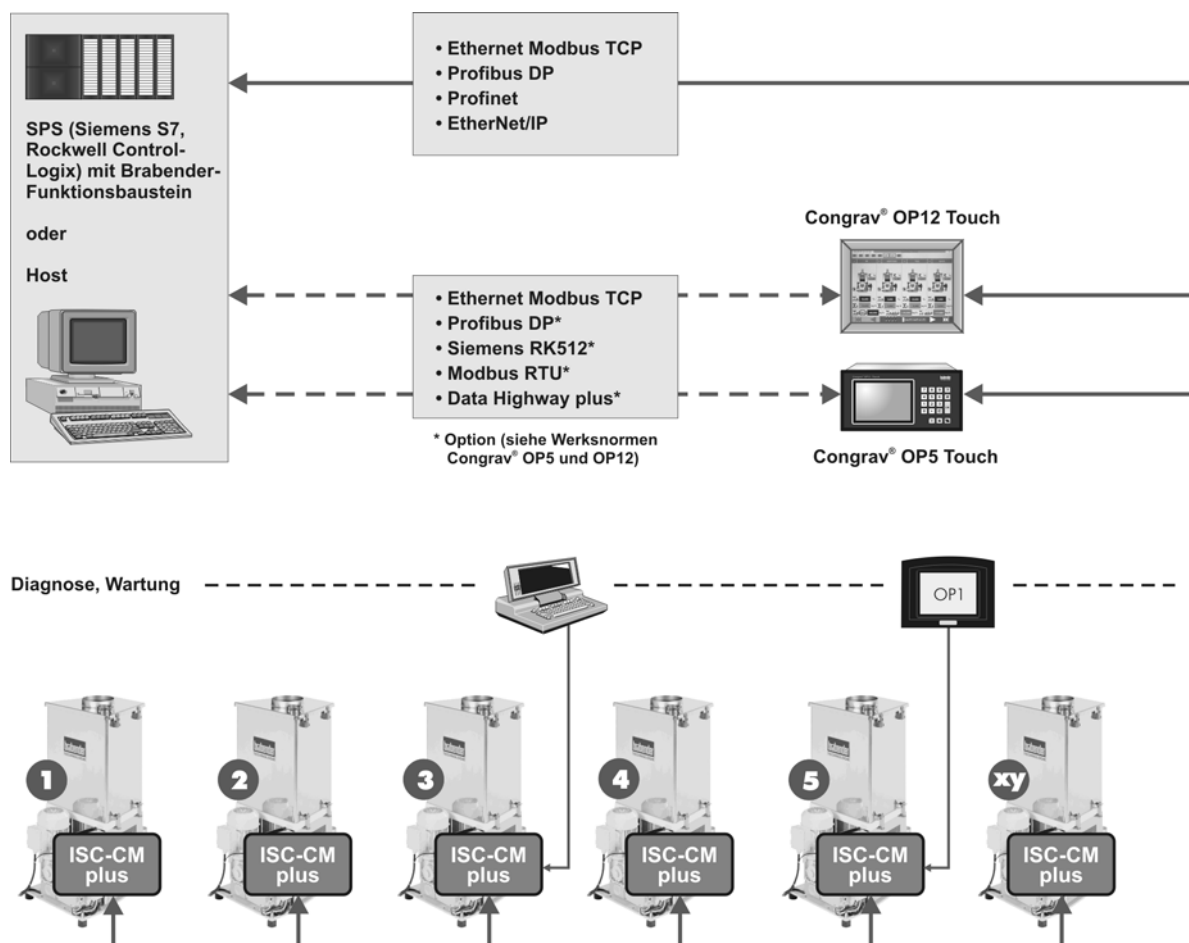 • Ethernet Modbus TCP
• Profibus DP
• Profinet
• EtherNet/IP
SPS (Siemens S7,
Rockwell Control-
Logix) mit Brabender-
Funktionsbaustein
oder
Host
Congrav® OP12 Touch
• Ethernet Modbus TCP
• Profibus DP*
• Siemens RK512*
• Modbus RTU*
• Data Highway plus*
* Option (siehe Werksnormen
Congrav® OP5 und OP12)
Congrav® OP5 Touch
Diagnose, Wartung
OP1
1
2
3
4
5
xy
ISC-CM
plus
ISC-CM
plus
ISC-CM
plus
ISC-CM
plus
ISC-CM
plus
ISC-CM
plus